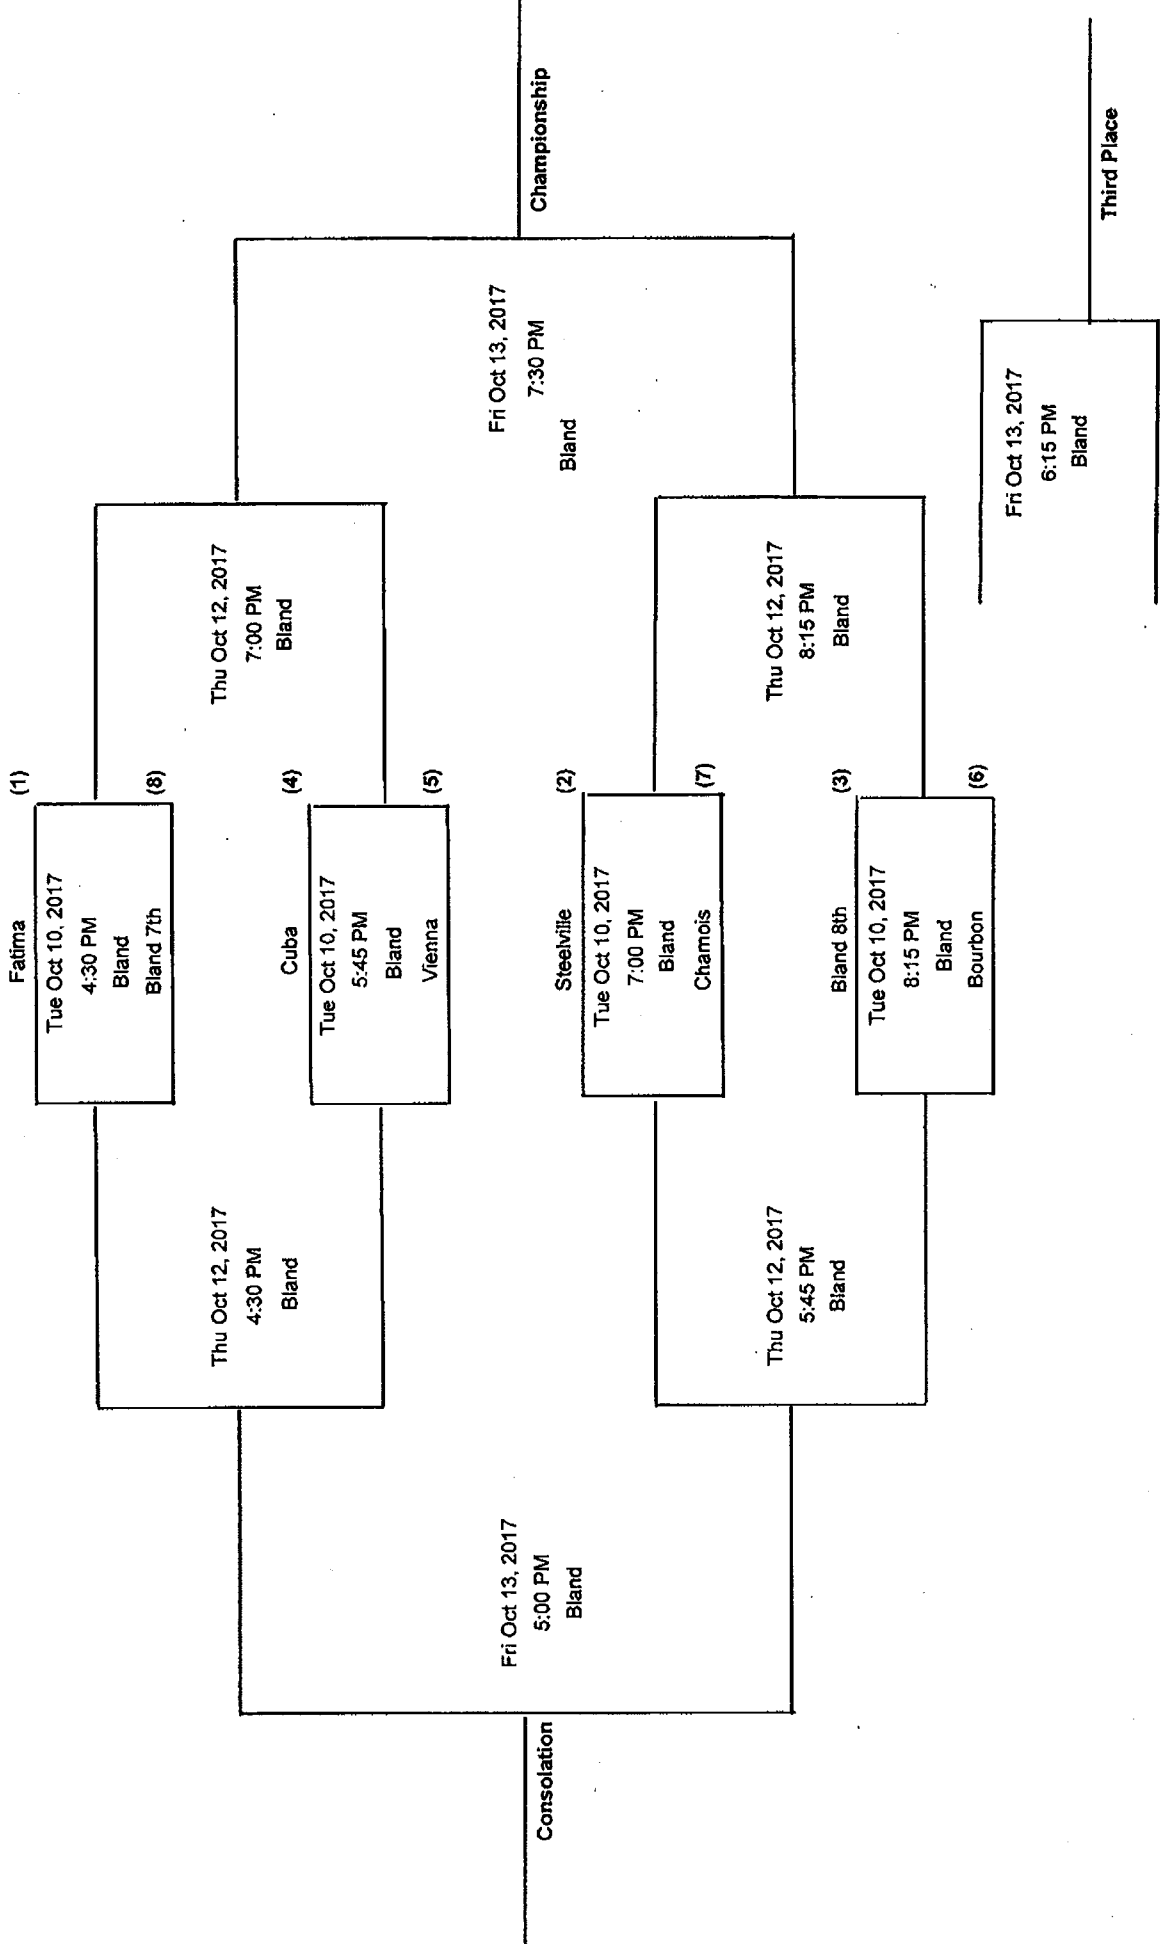 Fatima (1)
Tue Oct 10, 2017
4:30 PM
Bland
Bland 7th (8)
Thu Oct 12, 2017
4:30 PM
Bland
Thu Oct 12, 2017
7:00 PM
Bland
Cuba (4)
Tue Oct 10, 2017
5:45 PM
Bland
Vienna (5)
Fri Oct 13, 2017
5:00 PM
Bland
Consolation
Fri Oct 13, 2017
7:30 PM
Bland
Championship
Steelville (2)
Tue Oct 10, 2017
7:00 PM
Bland
Chamois (7)
Thu Oct 12, 2017
5:45 PM
Bland
Thu Oct 12, 2017
8:15 PM
Bland
Bland 8th (3)
Tue Oct 10, 2017
8:15 PM
Bland
Bourbon (6)
Fri Oct 13, 2017
6:15 PM
Bland
Third Place